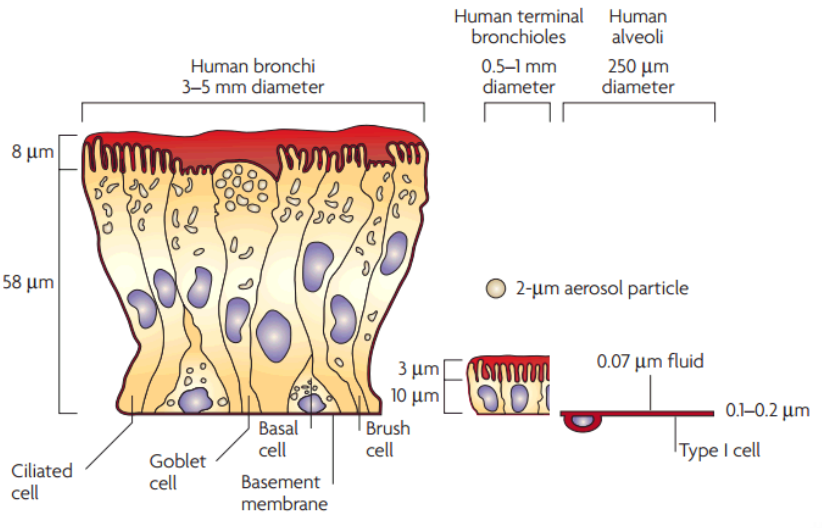 Human bronchi
3–5 mm diameter
Human terminal
bronchioles
0.5–1 mm
diameter
Human
alveoli
250 µm
diameter
8 µm
58 µm
2-µm aerosol particle
3 µm
10 µm
0.07 µm fluid
0.1–0.2 µm
Type I cell
Ciliated
cell
Goblet
cell
Basal
cell
Basement
membrane
Brush
cell